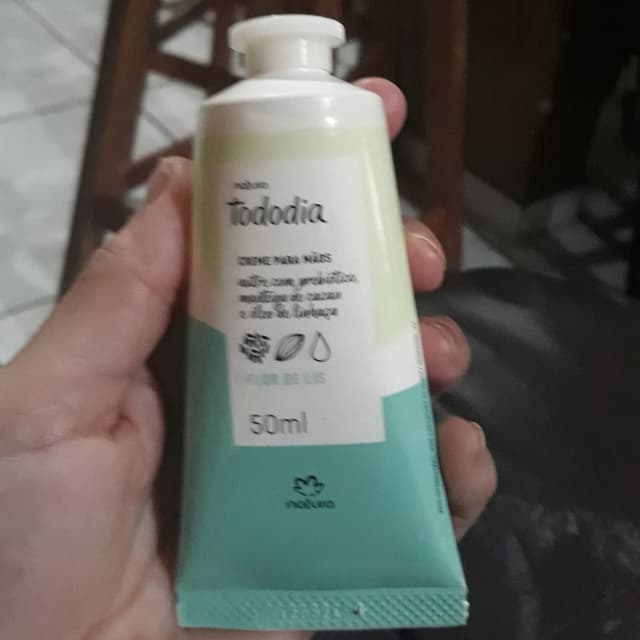 natura
Tododia
CREME PARA MÃOS
nutre com prebiótico,
manteiga de cacau
e óleo de linhaça
FLOR DE LIS
50ml
natura